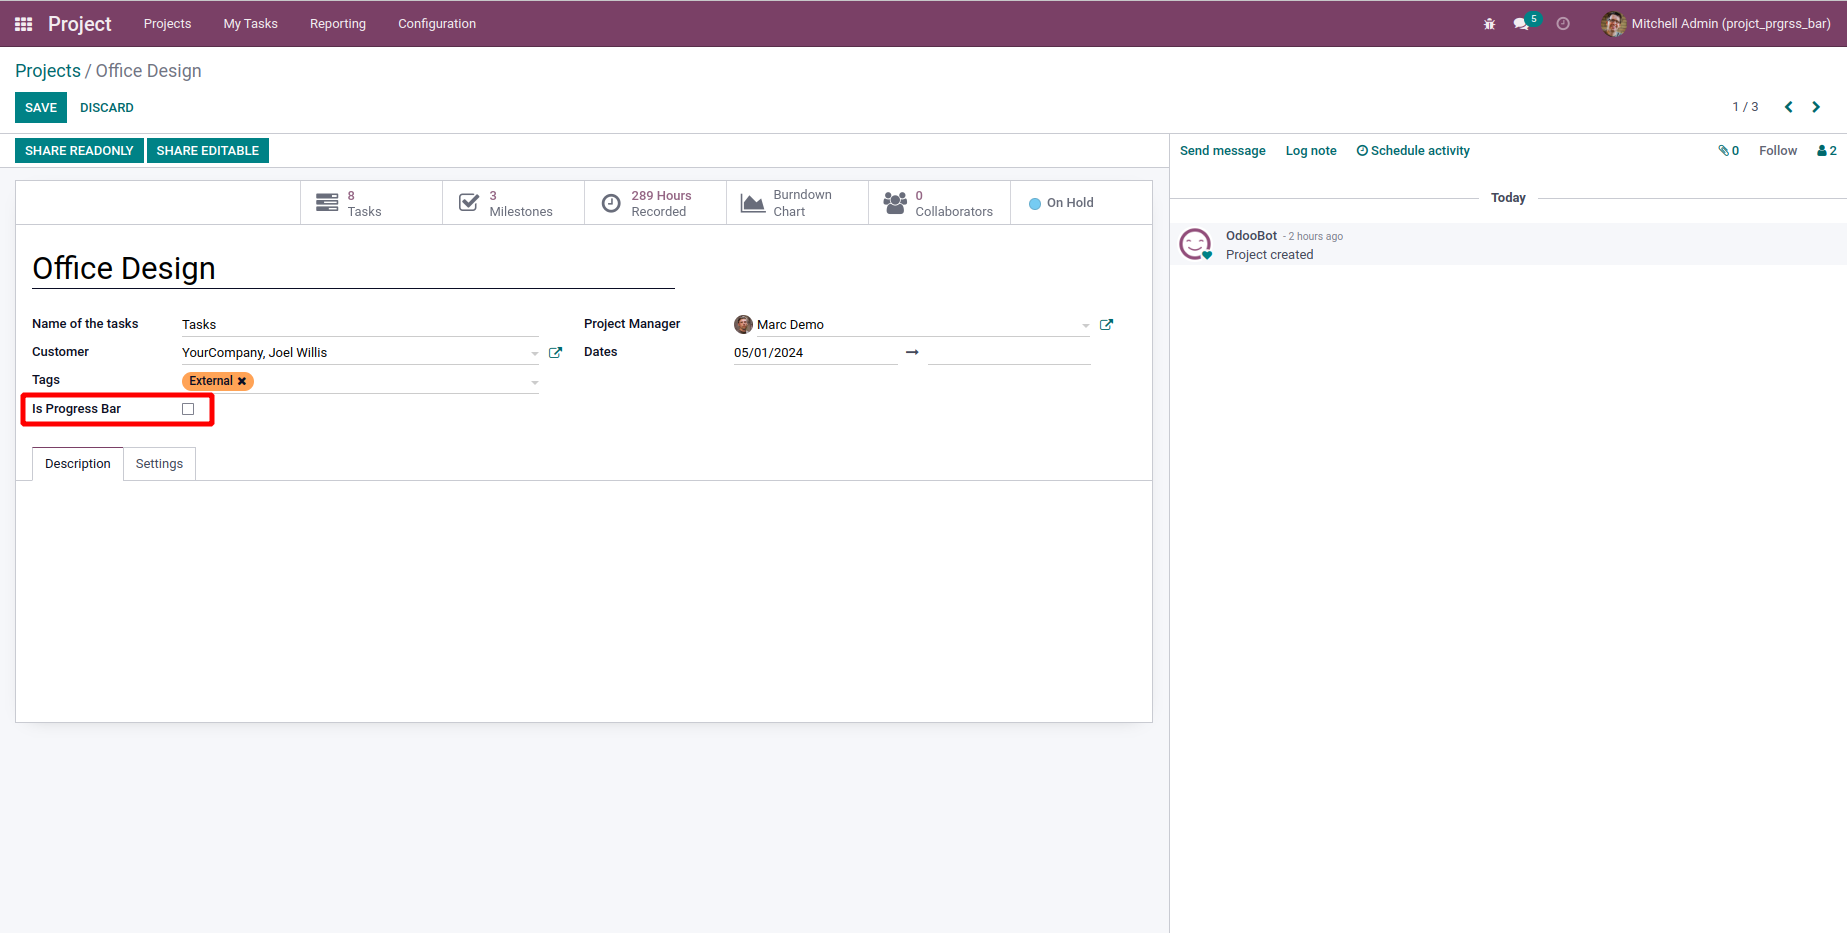 Project Projects My Tasks Reporting Configuration 5 Mitchell Admin (projct_prgrss_bar)
Projects / Office Design
SAVE DISCARD 1 / 3
SHARE READONLY SHARE EDITABLE Send message Log note Schedule activity 0 Follow 2
8 Tasks
3 Milestones
289 Hours Recorded
Burndown Chart
0 Collaborators
On Hold
Today
OdooBot - 2 hours ago
Project created
Office Design
Name of the tasks Tasks Project Manager Marc Demo
Customer YourCompany, Joel Willis Dates 05/01/2024
Tags External
Is Progress Bar
Description Settings